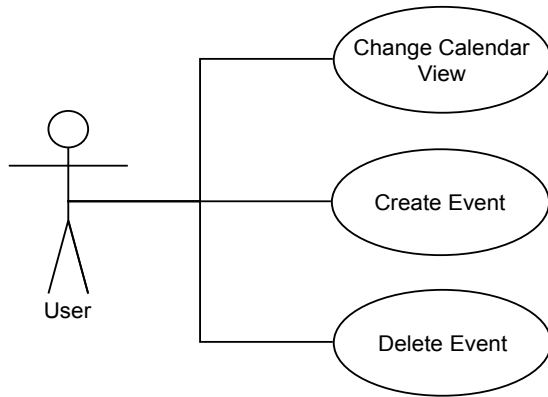 Change Calendar
View
Create Event
User
Delete Event